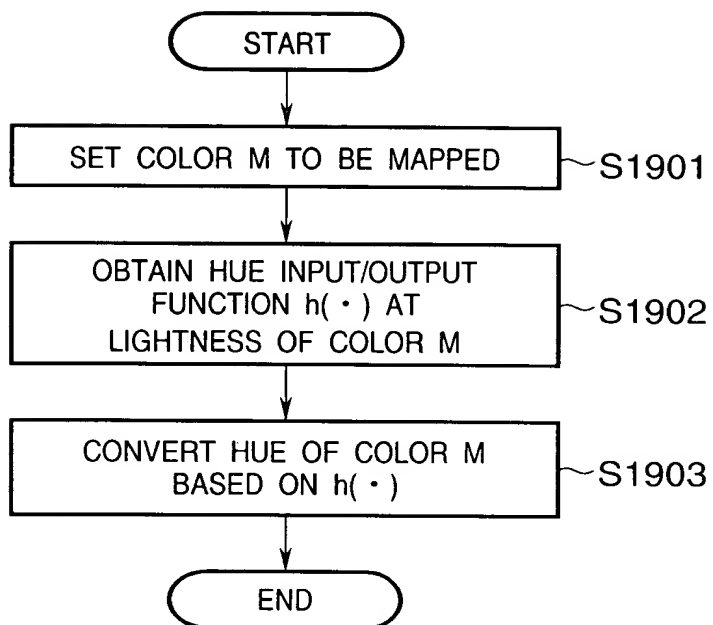 START
SET COLOR M TO BE MAPPED
S1901
OBTAIN HUE INPUT/OUTPUT
FUNCTION h( · ) AT
LIGHTNESS OF COLOR M
S1902
CONVERT HUE OF COLOR M
BASED ON h( · )
S1903
END